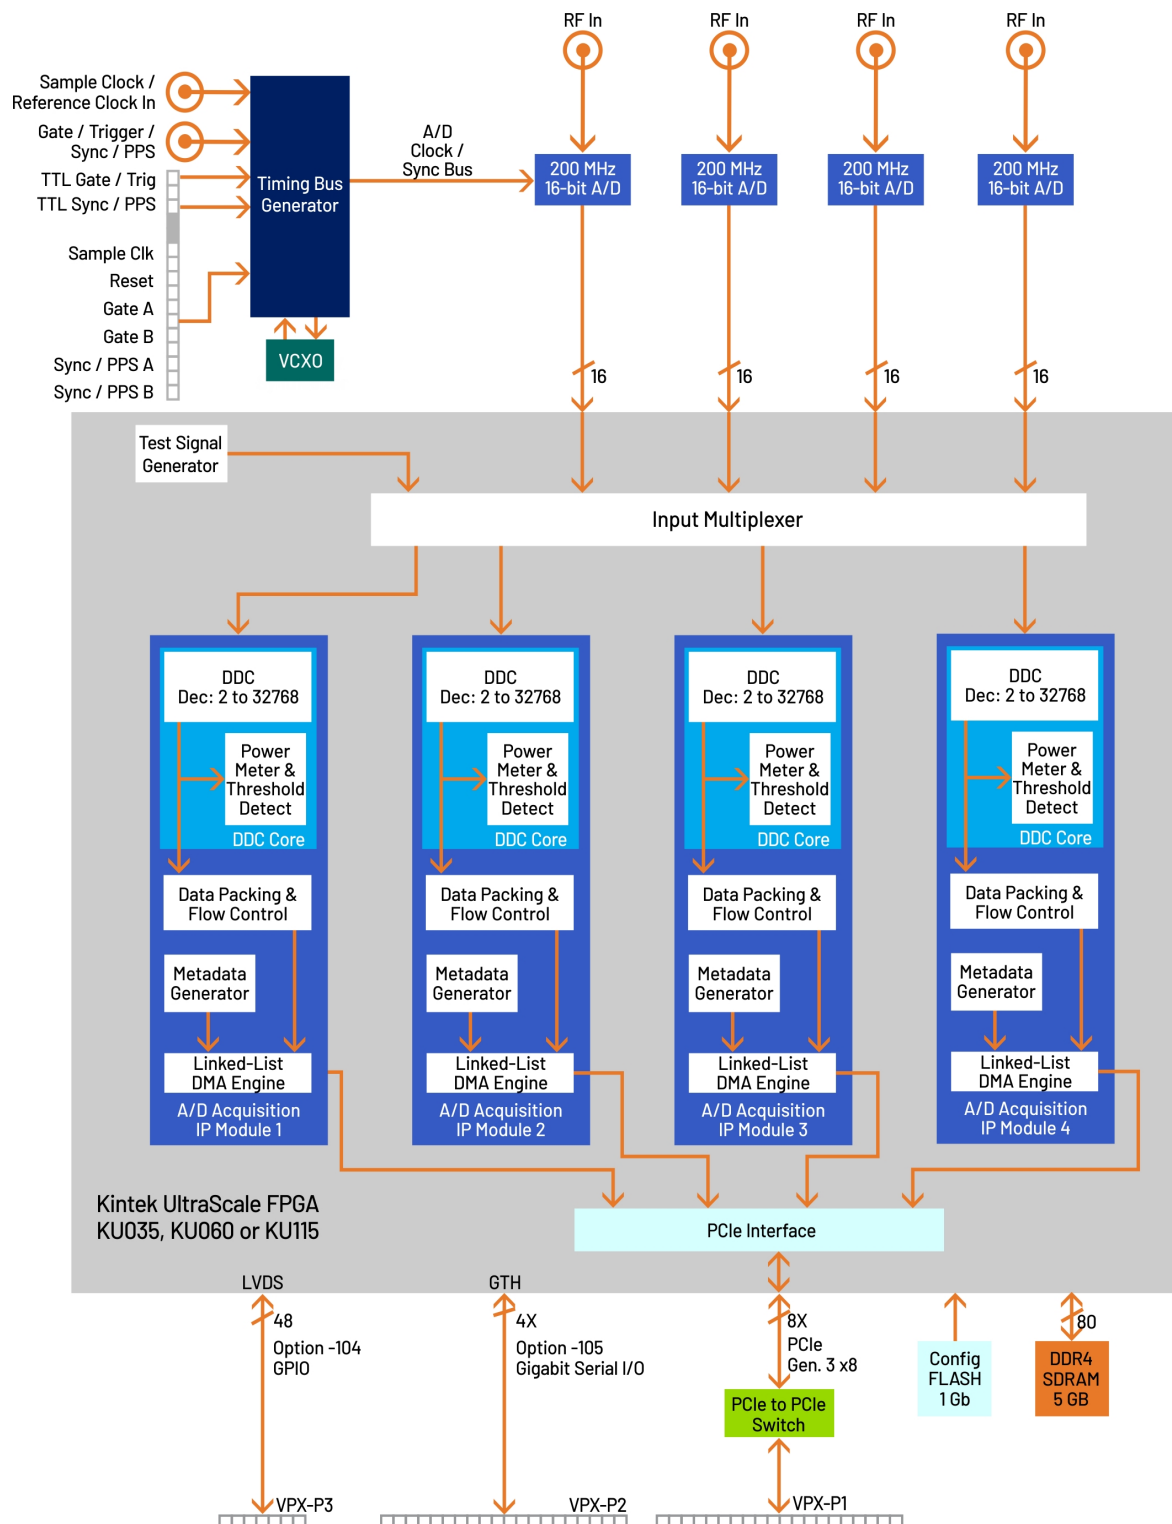 RF In
RF In
RF In
RF In
Sample Clock /
Reference Clock In
Gate / Trigger /
Sync / PPS
TTL Gate / Trig
TTL Sync / PPS
Sample Clk
Reset
Gate A
Gate B
Sync / PPS A
Sync / PPS B
Timing Bus
Generator
VCXO
A/D
Clock /
Sync Bus
200 MHz
16-bit A/D
200 MHz
16-bit A/D
200 MHz
16-bit A/D
200 MHz
16-bit A/D
16
16
16
16
Test Signal
Generator
Input Multiplexer
DDC
Dec: 2 to 32768
Power
Meter &
Threshold
Detect
DDC Core
Data Packing &
Flow Control
Metadata
Generator
Linked-List
DMA Engine
A/D Acquisition
IP Module 1
DDC
Dec: 2 to 32768
Power
Meter &
Threshold
Detect
DDC Core
Data Packing &
Flow Control
Metadata
Generator
Linked-List
DMA Engine
A/D Acquisition
IP Module 2
DDC
Dec: 2 to 32768
Power
Meter &
Threshold
Detect
DDC Core
Data Packing &
Flow Control
Metadata
Generator
Linked-List
DMA Engine
A/D Acquisition
IP Module 3
DDC
Dec: 2 to 32768
Power
Meter &
Threshold
Detect
DDC Core
Data Packing &
Flow Control
Metadata
Generator
Linked-List
DMA Engine
A/D Acquisition
IP Module 4
Kintek UltraScale FPGA
KU035, KU060 or KU115
PCIe Interface
LVDS
48
Option -104
GPIO
GTH
4X
Option -105
Gigabit Serial I/O
8X
PCIe
Gen. 3 x8
PCIe to PCIe
Switch
Config
FLASH
1 Gb
80
DDR4
SDRAM
5 GB
VPX-P3
VPX-P2
VPX-P1